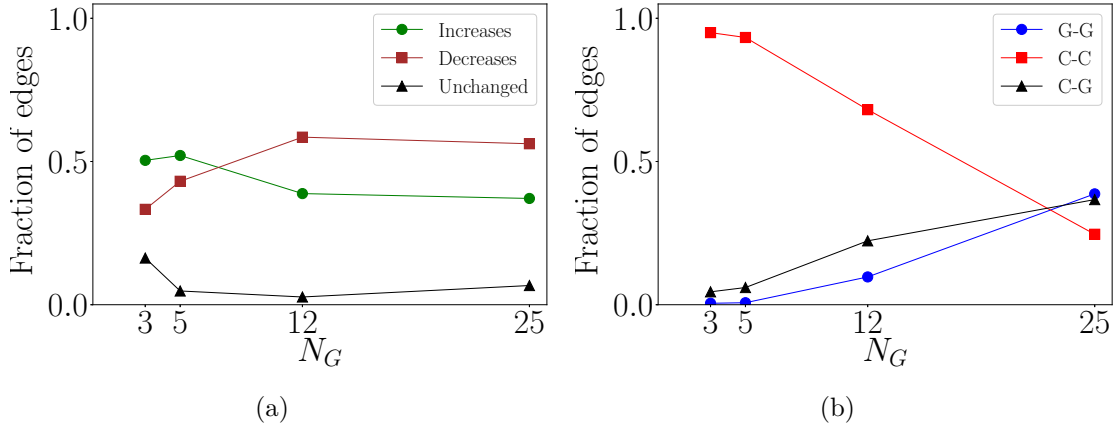 Fraction of edges
1.0
0.5
0.0
Increases
Decreases
Unchanged
3 5 12 25
N_G
(a)
Fraction of edges
1.0
0.5
0.0
G-G
C-C
C-G
3 5 12 25
N_G
(b)